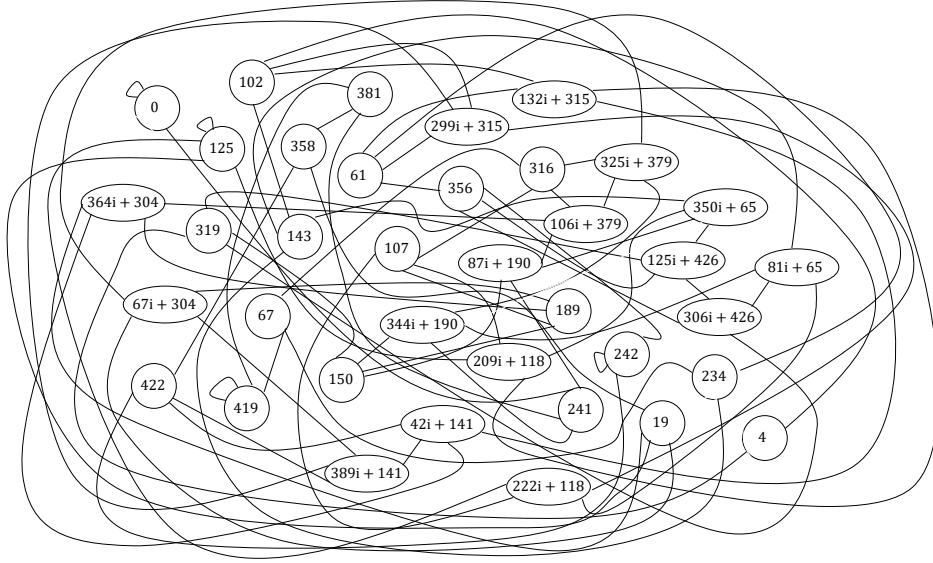 102
381
0
132i + 315
299i + 315
125
358
316
325i + 379
61
356
364i + 304
350i + 65
319
143
106i + 379
107
87i + 190
125i + 426
81i + 65
67i + 304
67
189
344i + 190
306i + 426
242
209i + 118
150
234
422
419
241
42i + 141
19
4
389i + 141
222i + 118